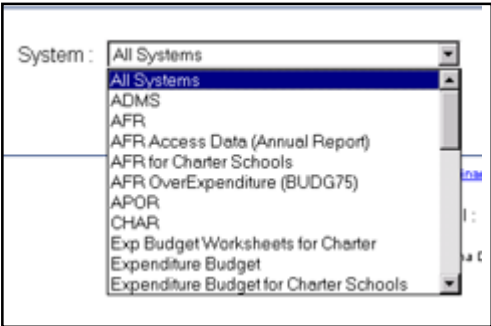 System : All Systems
All Systems
ADMS
AFR
AFR Access Data (Annual Report)
AFR for Charter Schools
AFR OverExpenditure (BUDG75)
APOR
CHAR
Exp Budget Worksheets for Charter
Expenditure Budget
Expenditure Budget for Charter Schools